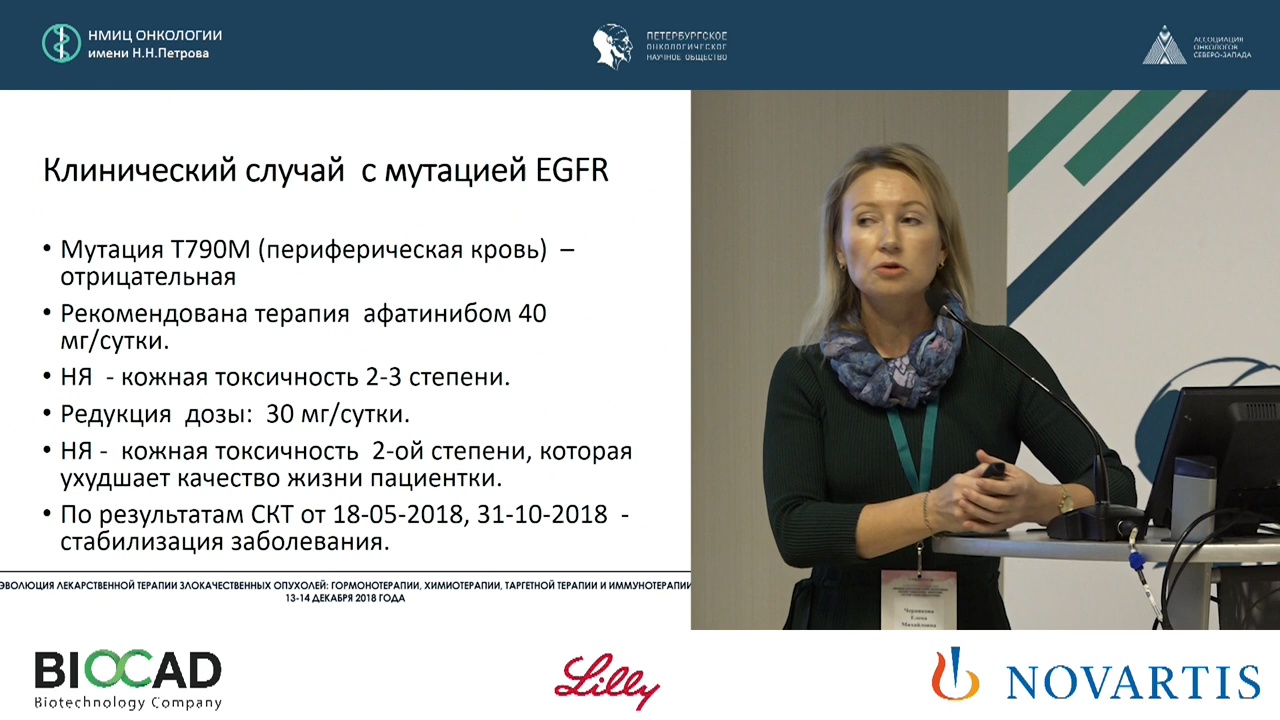 НМИЦ ОНКОЛОГИИ
имени Н.Н.Петрова
ПЕТЕРБУРГСКОЕ
ОНКОЛОГИЧЕСКОЕ
НАУЧНОЕ ОБЩЕСТВО
АССОЦИАЦИЯ
ОНКОЛОГОВ
СЕВЕРО-ЗАПАДА
Клинический случай с мутацией EGFR
• Мутация T790M (периферическая кровь) –
отрицательная
• Рекомендована терапия афатинибом 40
мг/сутки.
• НЯ - кожная токсичность 2-3 степени.
• Редукция дозы: 30 мг/сутки.
• НЯ - кожная токсичность 2-ой степени, которая
ухудшает качество жизни пациентки.
• По результатам СКТ от 18-05-2018, 31-10-2018 -
стабилизация заболевания.
ЭВОЛЮЦИЯ ЛЕКАРСТВЕННОЙ ТЕРАПИИ ЗЛОКАЧЕСТВЕННЫХ ОПУХОЛЕЙ: ГОРМОНОТЕРАПИИ, ХИМИОТЕРАПИИ, ТАРГЕТНОЙ ТЕРАПИИ И ИММУНОТЕРАПИИ
13-14 ДЕКАБРЯ 2018 ГОДА
Елена
Михайловна
BIOCAD
Biotechnology Company
Lilly
NOVARTIS